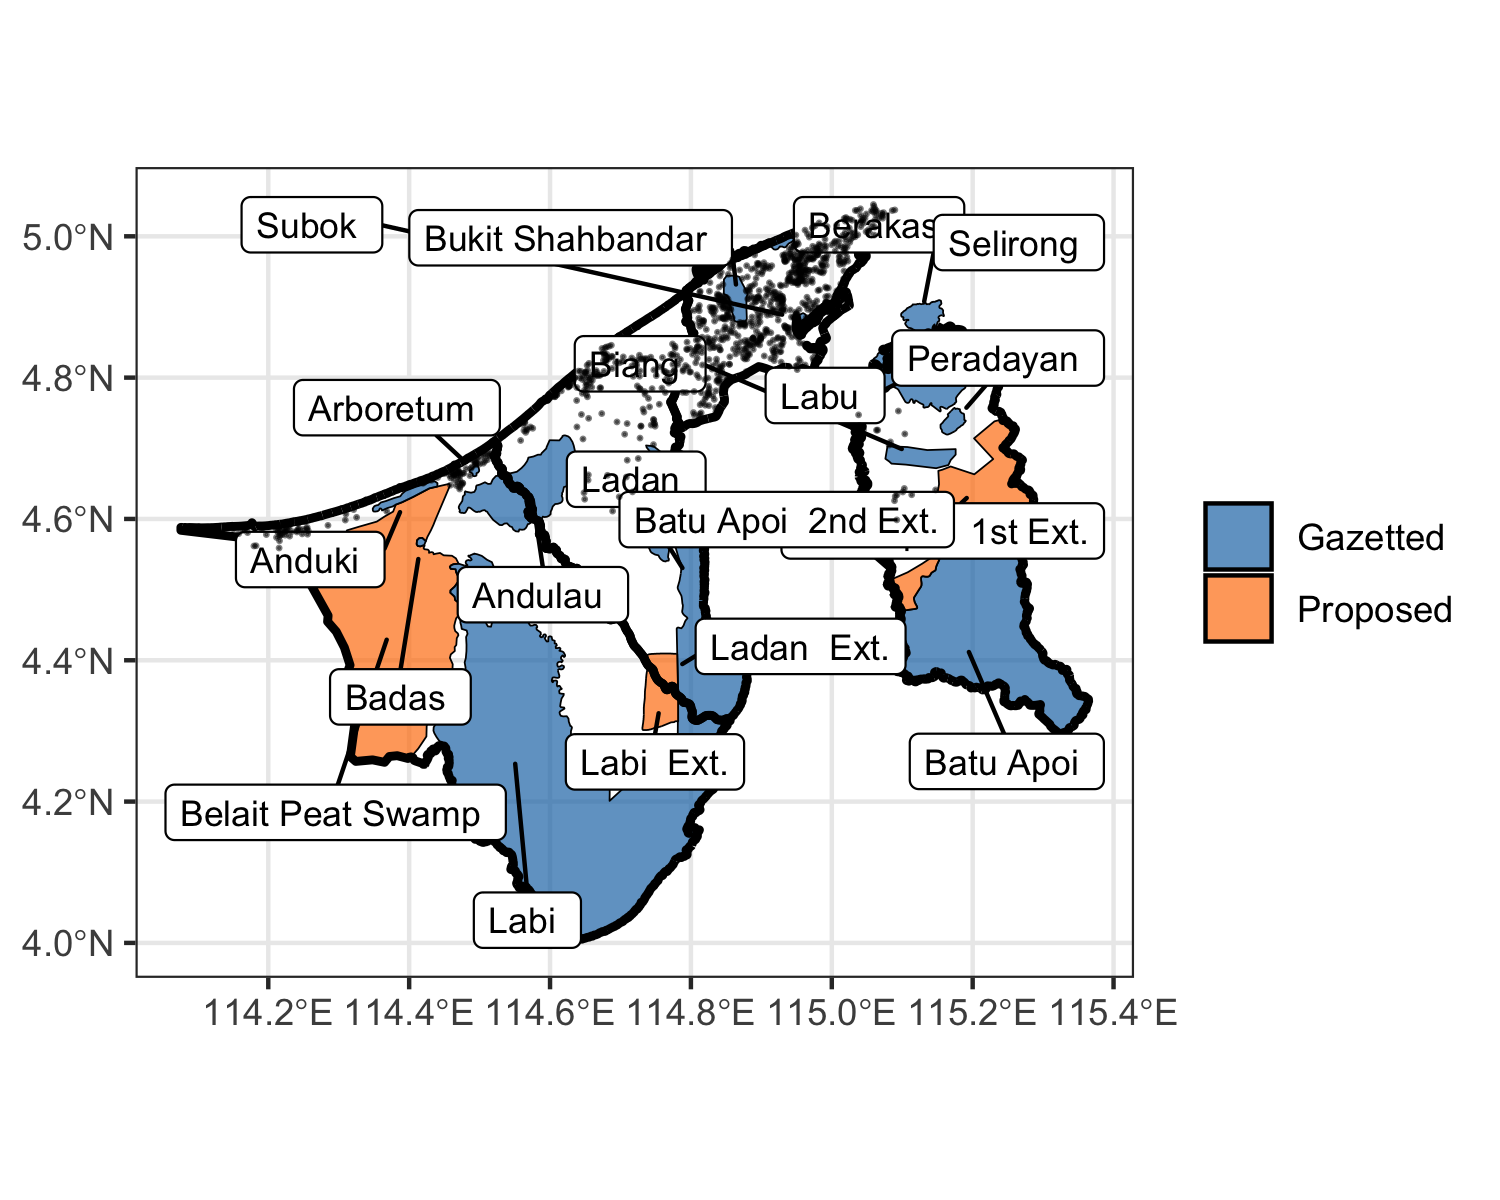 Subok
Bukit Shahbandar
Berakas
Selirong
Biang
Peradayan
Labu
Arboretum
Ladan
Batu Apoi 2nd Ext.
1st Ext.
Anduki
Andulau
Ladan Ext.
Badas
Labi Ext.
Batu Apoi
Belait Peat Swamp
Labi
5.0°N
4.8°N
4.6°N
4.4°N
4.2°N
4.0°N
114.2°E 114.4°E 114.6°E 114.8°E 115.0°E 115.2°E 115.4°E
Gazetted
Proposed